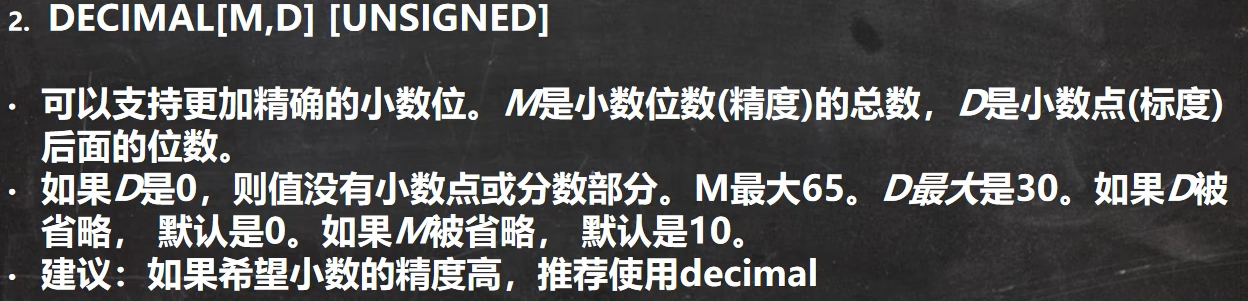 2. DECIMAL[M,D] [UNSIGNED]
• 可以支持更加精确的小数位。M是小数位数(精度)的总数，D是小数点(标度)
后面的位数。
• 如果D是0，则值没有小数点或分数部分。M最大65。D最大是30。如果D被
省略， 默认是0。如果M被省略， 默认是10。
• 建议：如果希望小数的精度高，推荐使用decimal